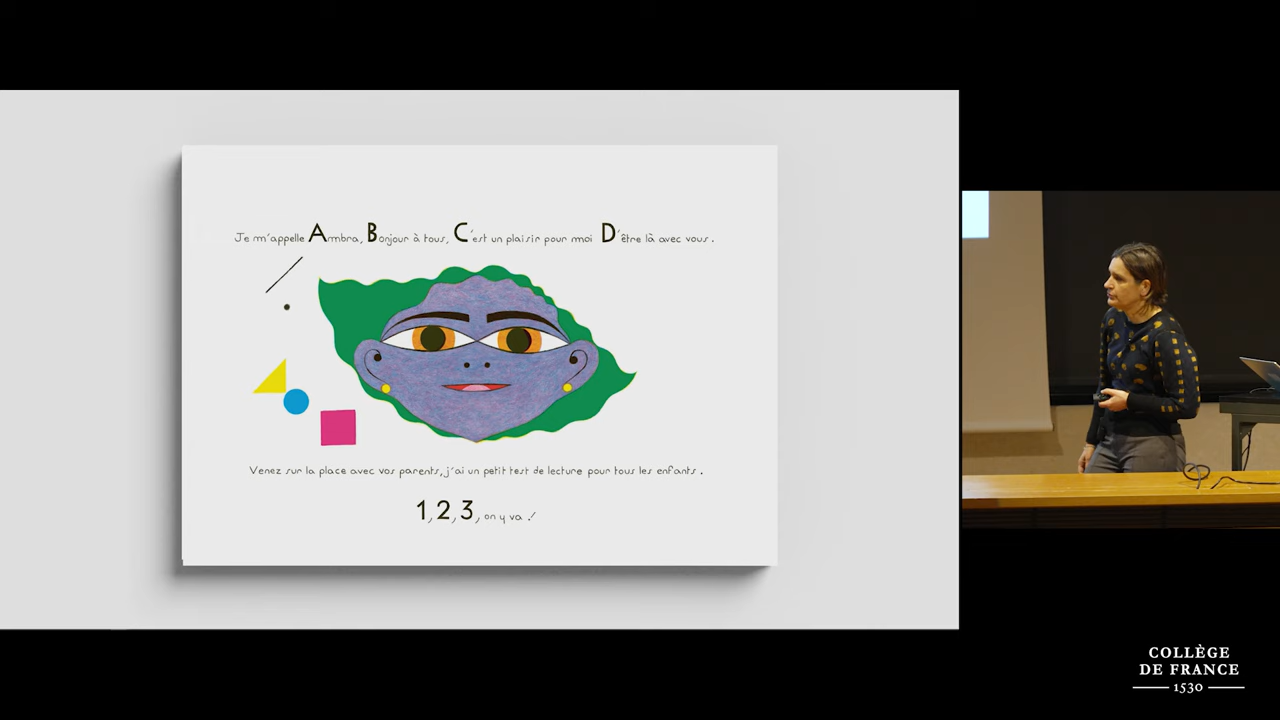 Je m'appelle Ambra, Bonjour à tous, C'est un plaisir pour moi D'être là avec vous.
Venez sur la place avec vos parents, j'ai un petit test de lecture pour tous les enfants.
1, 2, 3, on y va !
COLLÈGE
DE FRANCE
1530